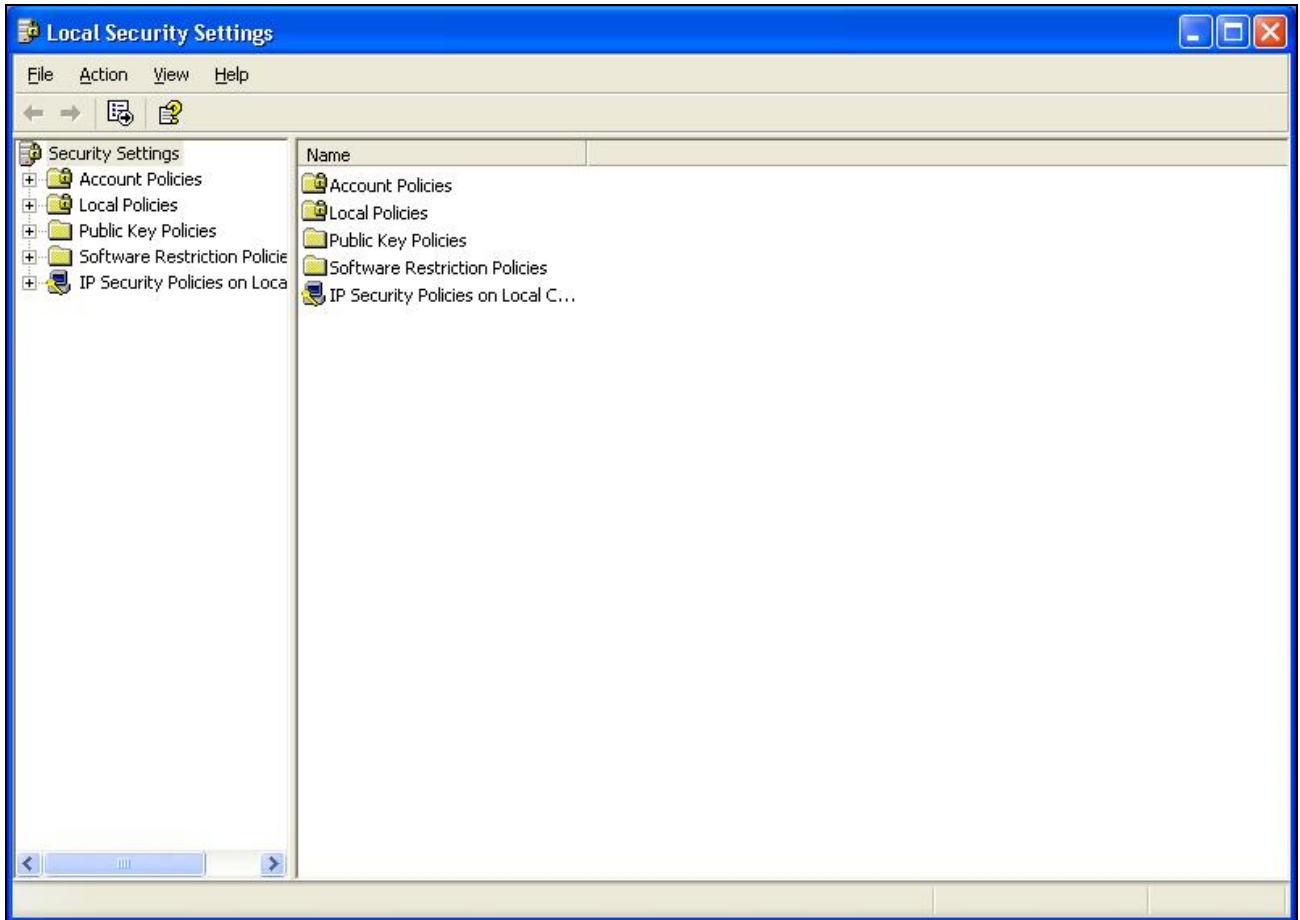 Local Security Settings
File Action View Help
Security Settings
Account Policies
Local Policies
Public Key Policies
Software Restriction Policie
IP Security Policies on Loca
Name
Account Policies
Local Policies
Public Key Policies
Software Restriction Policies
IP Security Policies on Local C...